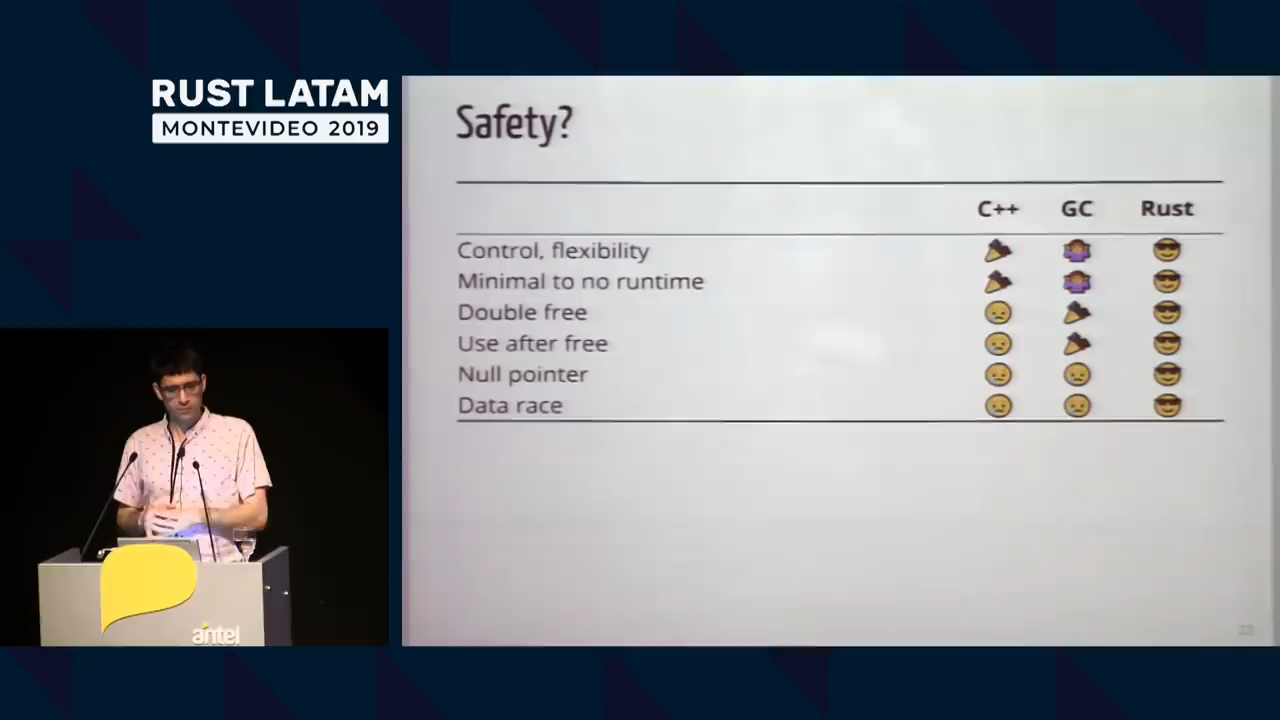 RUST LATAM
MONTEVIDEO 2019
Safety?
C++ GC Rust
Control, flexibility
Minimal to no runtime
Double free
Use after free
Null pointer
Data race
antel